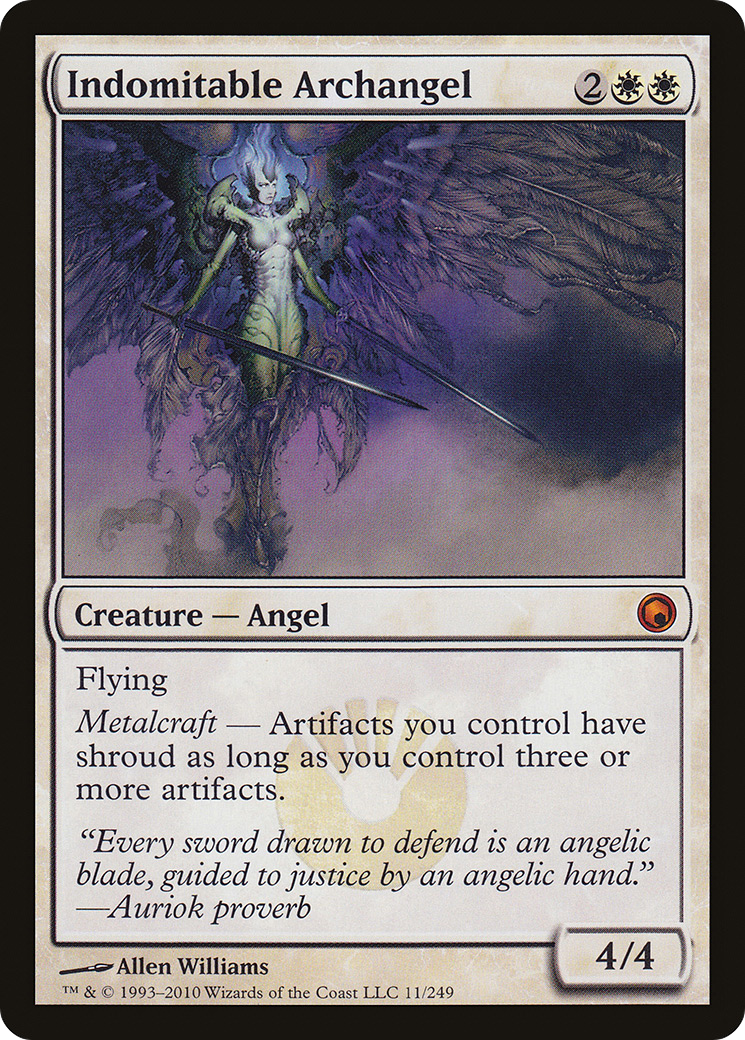 Indomitable Archangel 2
Creature — Angel
Flying
Metalcraft — Artifacts you control have
shroud as long as you control three or
more artifacts.
“Every sword drawn to defend is an angelic
blade, guided to justice by an angelic hand.”
—Auriok proverb
4/4
Allen Williams
™ & © 1993–2010 Wizards of the Coast LLC 11/249